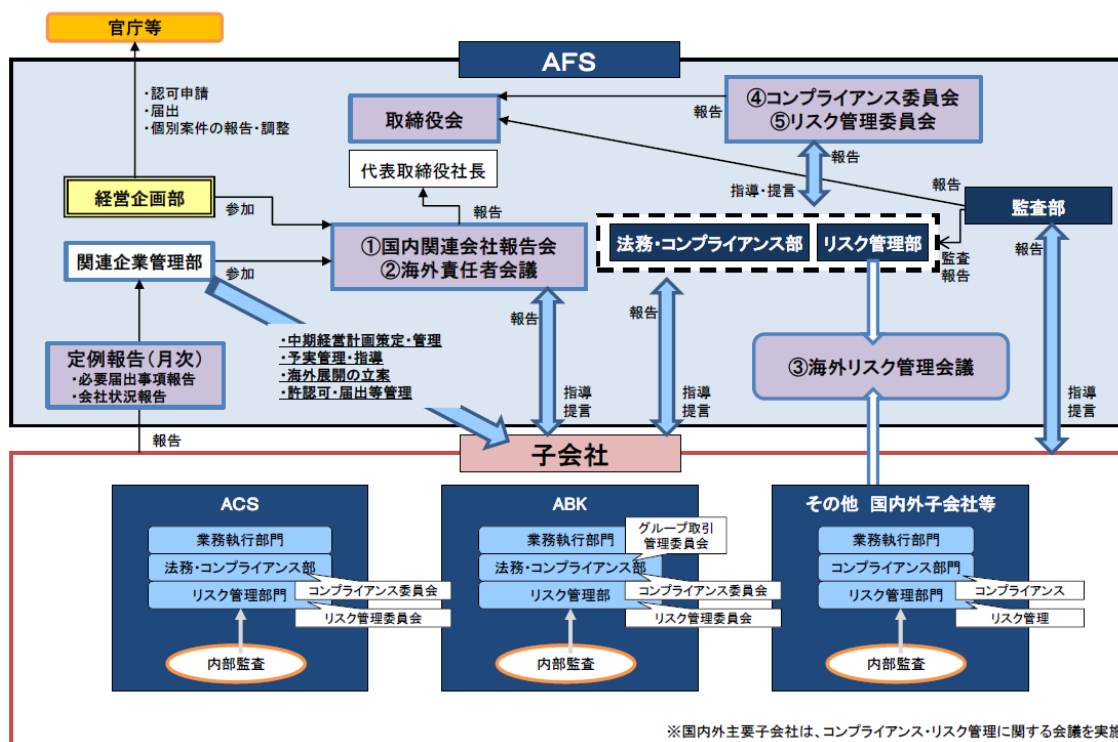 官庁等
AFS
・認可申請
・届出
・個別案件の報告・調整
取締役会
報告
④コンプライアンス委員会
⑤リスク管理委員会
代表取締役社長
報告
指導・提言
報告
経営企画部
参加
報告
監査部
①国内関連会社報告会
②海外責任者会議
法務・コンプライアンス部
リスク管理部
監査
報告
報告
関連企業管理部
参加
報告
報告
・中期経営計画策定・管理
・予実管理・指導
・海外展開の立案
・許認可・届出等管理
定例報告(月次)
・必要届出事項報告
・会社状況報告
③海外リスク管理会議
指導
提言
指導
提言
指導
提言
報告
子会社
ACS
業務執行部門
法務・コンプライアンス部
コンプライアンス委員会
リスク管理部門
リスク管理委員会
内部監査
ABK
グループ取引
管理委員会
業務執行部門
法務・コンプライアンス部
コンプライアンス委員会
リスク管理部
リスク管理委員会
内部監査
その他 国内外子会社等
業務執行部門
コンプライアンス部門
コンプライアンス
リスク管理部門
リスク管理
内部監査
※国内外主要子会社は、コンプライアンス・リスク管理に関する会議を実施